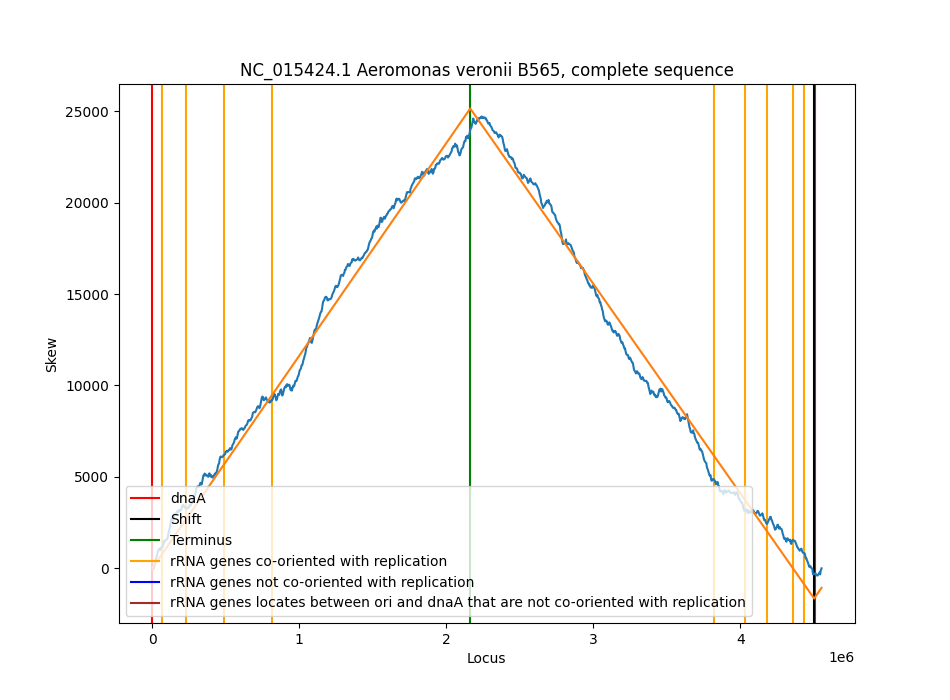 NC_015424.1 Aeromonas veronii B565, complete sequence
25000
20000
15000
10000
5000
0
Skew
dnaA
Shift
Terminus
rRNA genes co-oriented with replication
rRNA genes not co-oriented with replication
rRNA genes locates between ori and dnaA that are not co-oriented with replication
0 1 2 3 4
1e6
Locus